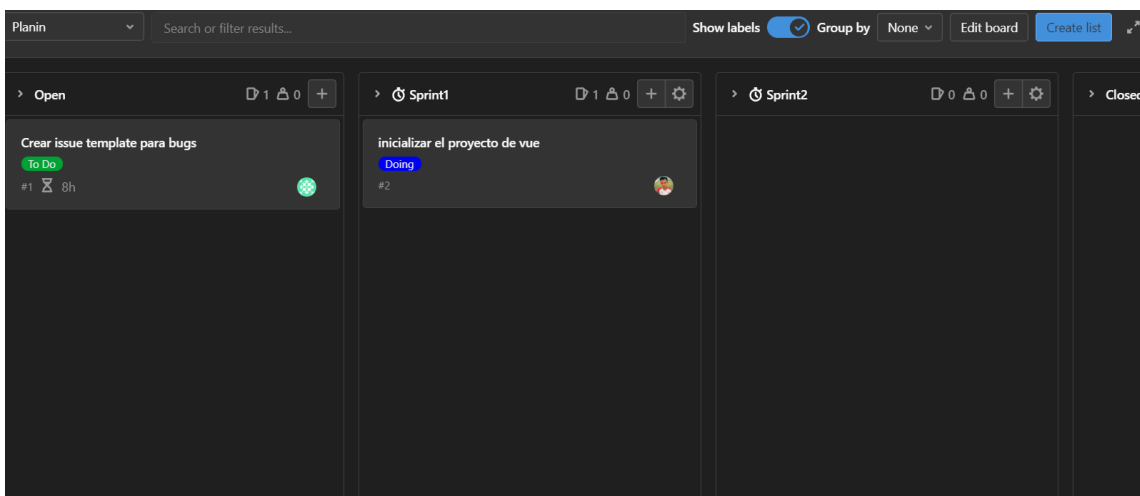 Planin
Search or filter results...
Show labels
Group by
None
Edit board
Create list
Open
1
0
Sprint1
1
0
Sprint2
0
0
Closed
Crear issue template para bugs
To Do
#1
8h
inicializar el proyecto de vue
Doing
#2